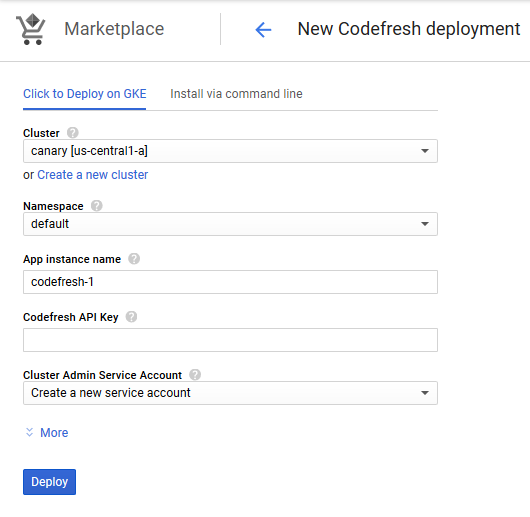 Marketplace New Codefresh deployment
Click to Deploy on GKE Install via command line
Cluster ?
canary [us-central1-a]
or Create a new cluster
Namespace ?
default
App instance name ?
codefresh-1
Codefresh API Key ?
Cluster Admin Service Account ?
Create a new service account
More
Deploy